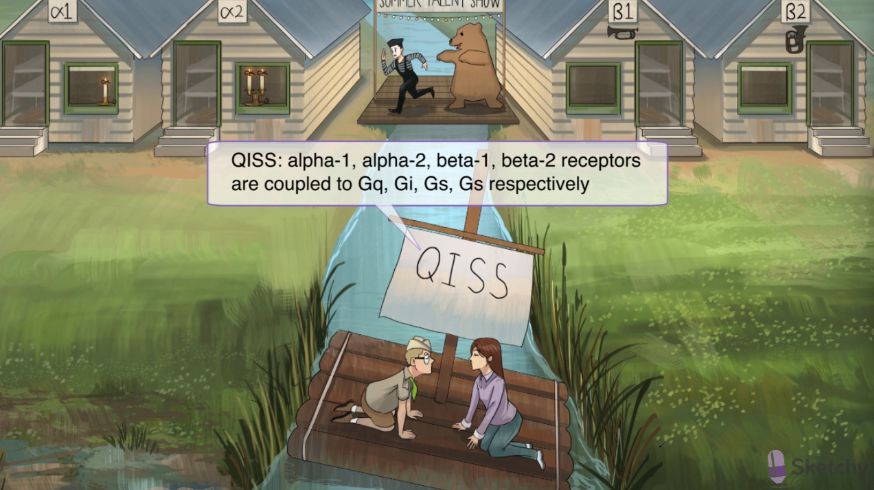 α1
α2
SUMMER TALENT SHOW
β1
β2
QISS: alpha-1, alpha-2, beta-1, beta-2 receptors
are coupled to Gq, Gi, Gs, Gs respectively
QISS
Sketchy